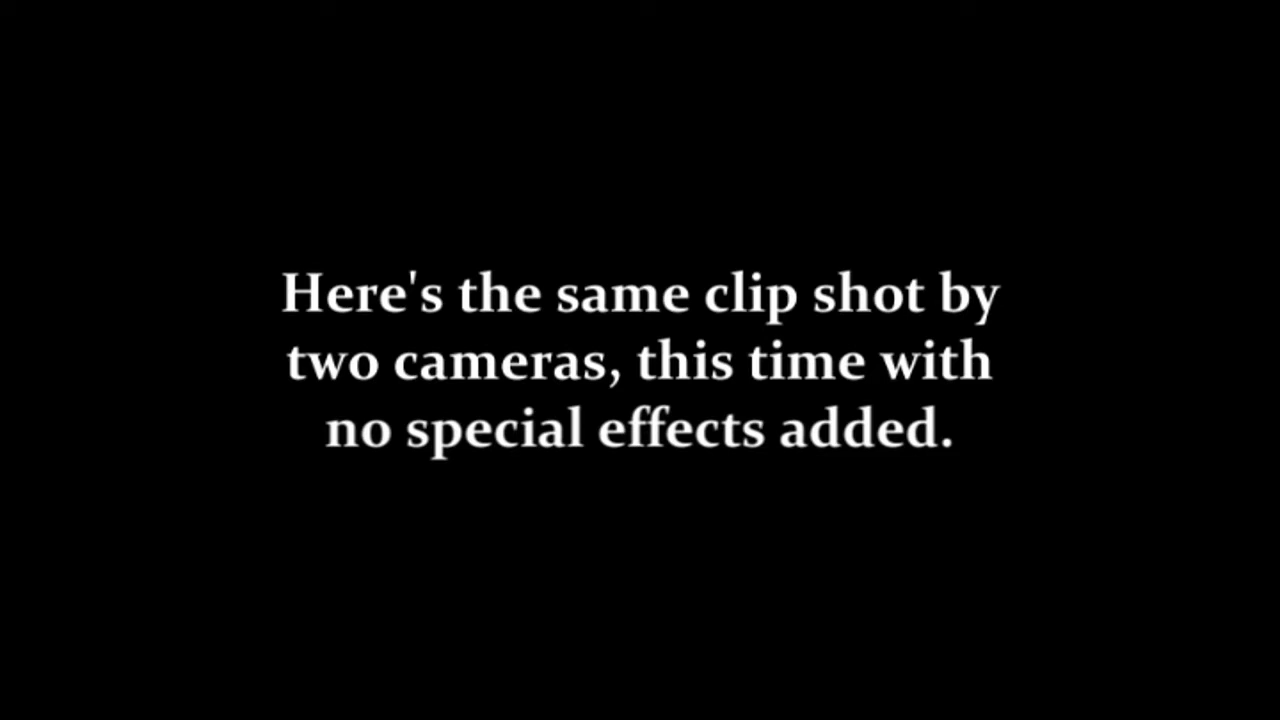 Here's the same clip shot by
two cameras, this time with
no special effects added.